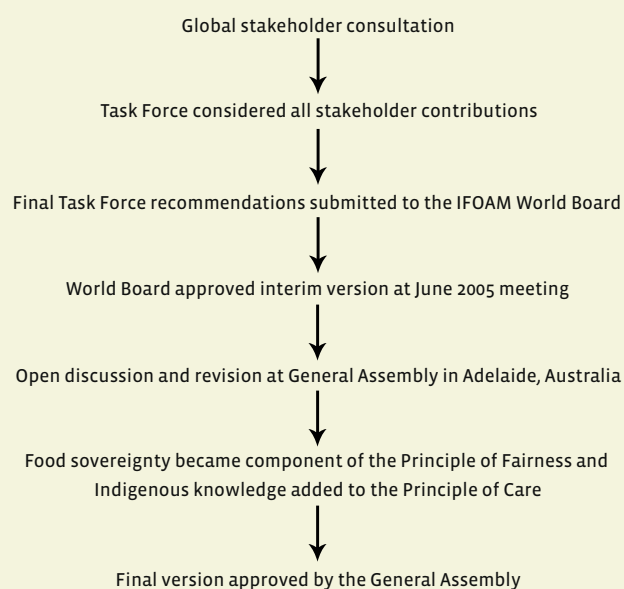 Global stakeholder consultation
Task Force considered all stakeholder contributions
Final Task Force recommendations submitted to the IFOAM World Board
World Board approved interim version at June 2005 meeting
Open discussion and revision at General Assembly in Adelaide, Australia
Food sovereignty became component of the Principle of Fairness and
Indigenous knowledge added to the Principle of Care
Final version approved by the General Assembly